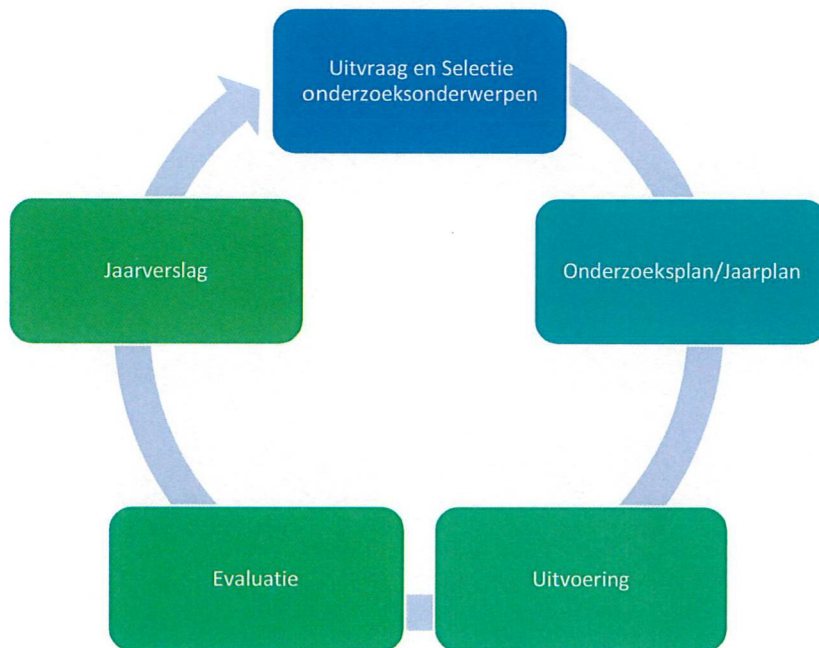 Uitvraag en Selectie
onderzoeksonderwerpen
Onderzoeksplan/Jaarplan
Uitvoering
Evaluatie
Jaarverslag